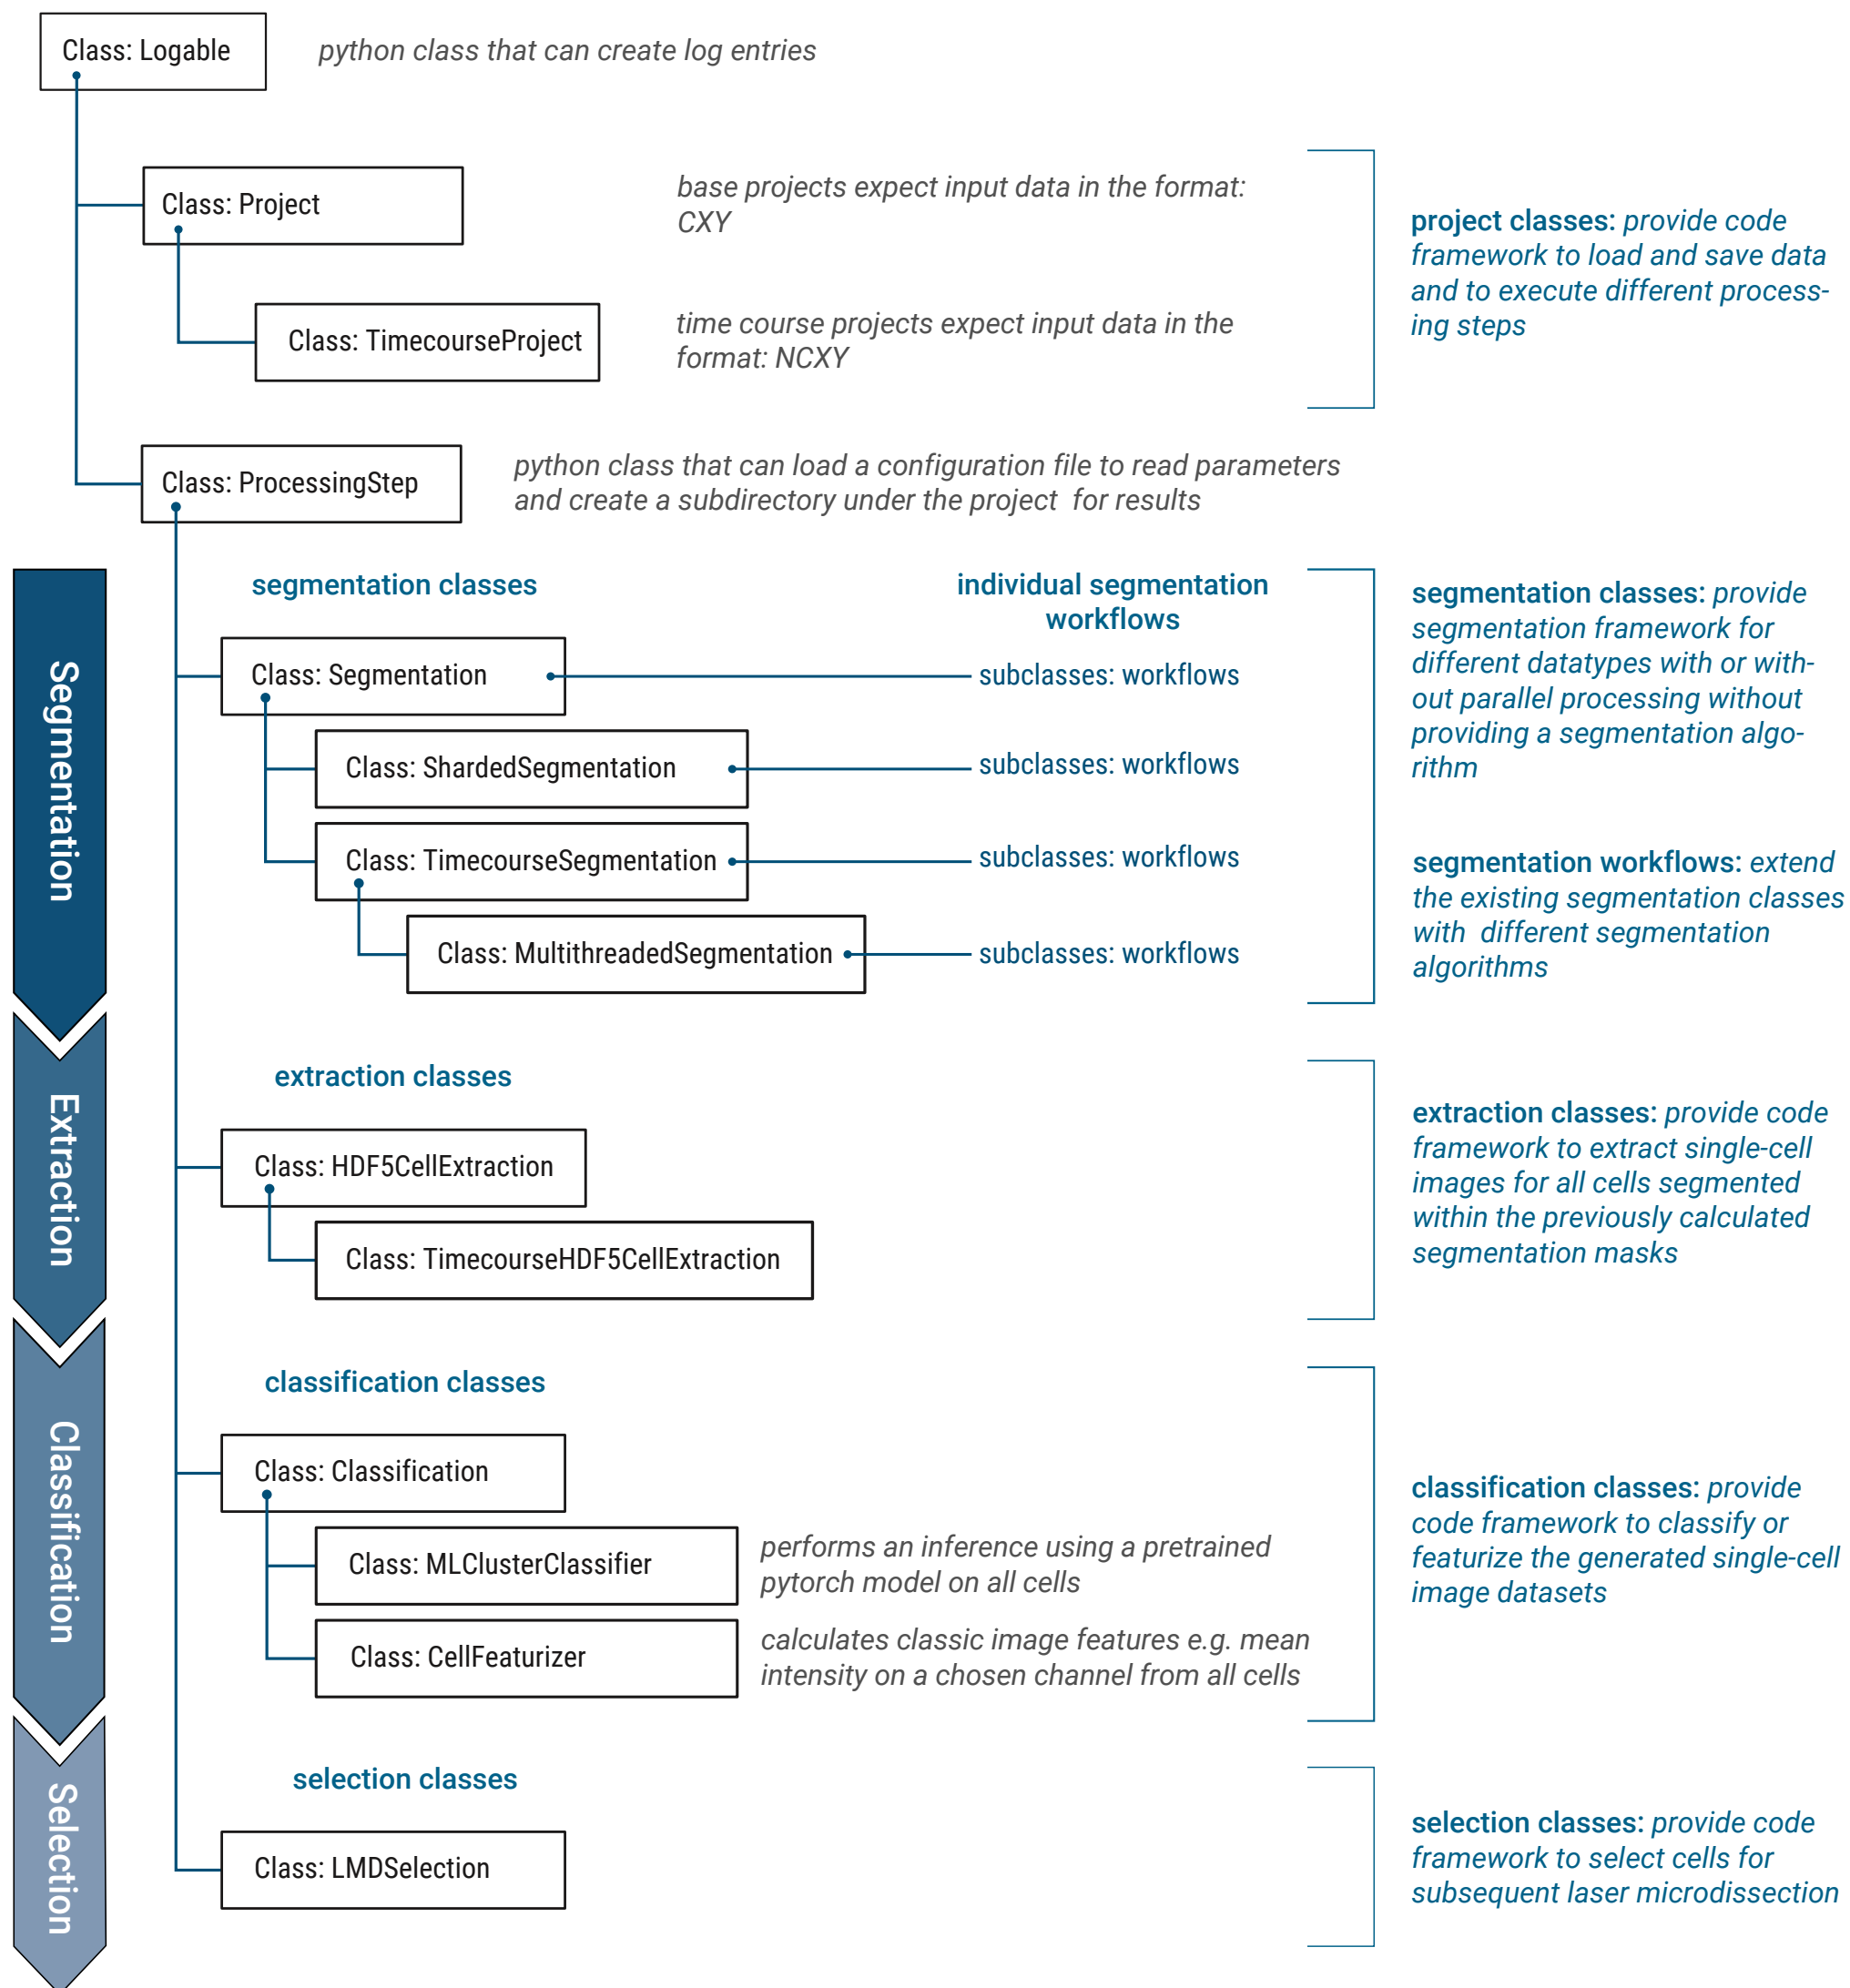 Class: Logable
python class that can create log entries
Class: Project
base projects expect input data in the format:
CXY
Class: TimecourseProject
time course projects expect input data in the
format: NCXY
project classes: provide code
framework to load and save data
and to execute different process-
ing steps
Class: ProcessingStep
python class that can load a configuration file to read parameters
and create a subdirectory under the project  for results
Segmentation
segmentation classes
individual segmentation
workflows
Class: Segmentation
subclasses: workflows
Class: ShardedSegmentation
subclasses: workflows
Class: TimecourseSegmentation
subclasses: workflows
Class: MultithreadedSegmentation
subclasses: workflows
segmentation classes: provide
segmentation framework for
different datatypes with or with-
out parallel processing without
providing a segmentation algo-
rithm
segmentation workflows: extend
the existing segmentation classes
with  different segmentation
algorithms
Extraction
extraction classes
Class: HDF5CellExtraction
Class: TimecourseHDF5CellExtraction
extraction classes: provide code
framework to extract single-cell
images for all cells segmented
within the previously calculated
segmentation masks
Classification
classification classes
Class: Classification
Class: MLClusterClassifier
performs an inference using a pretrained
pytorch model on all cells
Class: CellFeaturizer
calculates classic image features e.g. mean
intensity on a chosen channel from all cells
classification classes: provide
code framework to classify or
featurize the generated single-cell
image datasets
Selection
selection classes
Class: LMDSelection
selection classes: provide code
framework to select cells for
subsequent laser microdissection